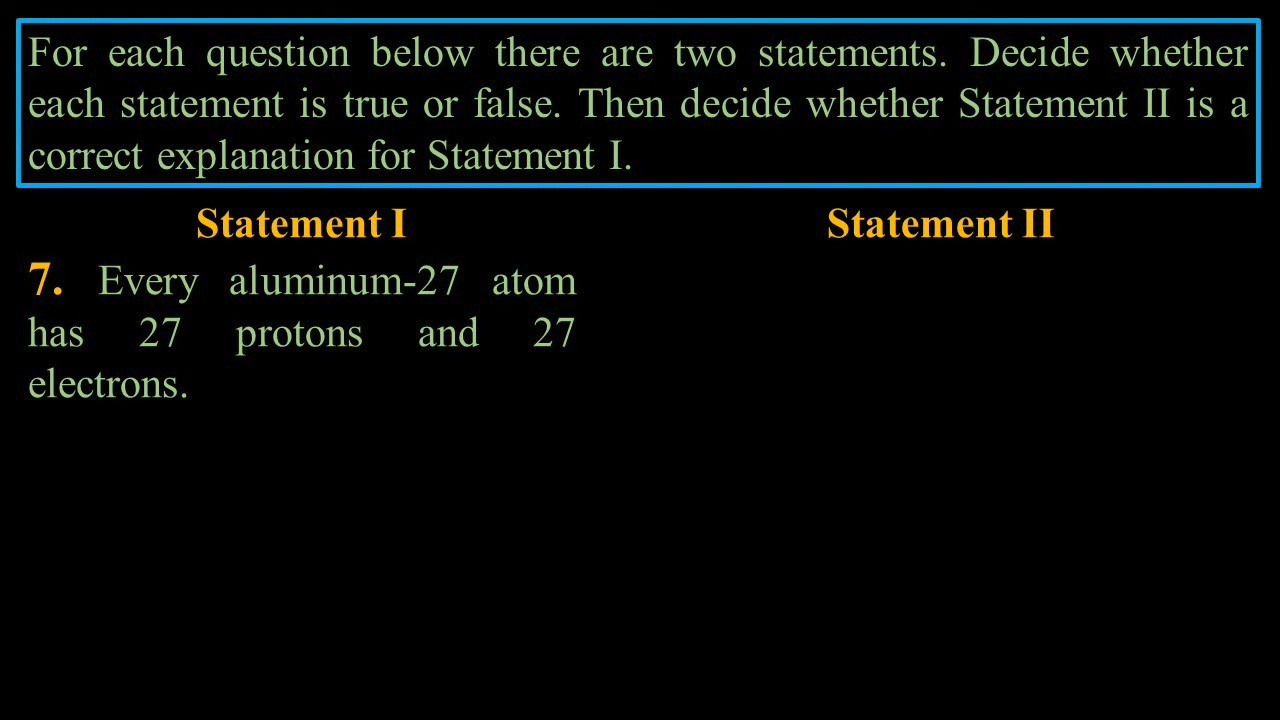 For each question below there are two statements. Decide whether
each statement is true or false. Then decide whether Statement II is a
correct explanation for Statement I.
Statement I
Statement II
7. Every aluminum-27 atom
has 27 protons and 27
electrons.